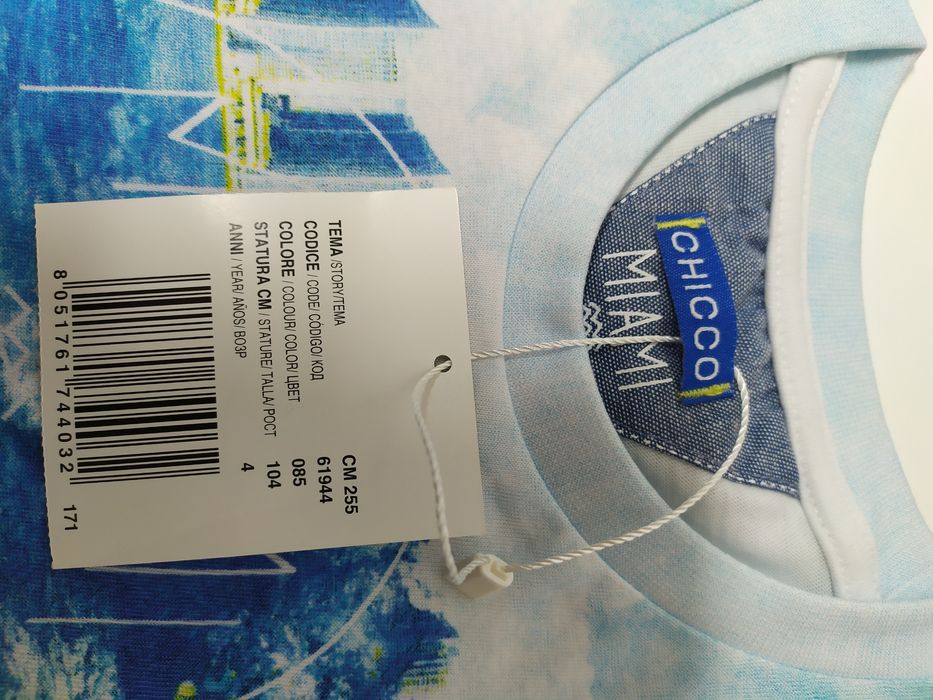 CHICCO
MIAMI
TEMA /STORY/TEMA CM 255
CODICE / CODE/ CÓDIGO/ КОД 61944
COLORE / COLOUR/ COLOR/ ЦВЕТ 085
STATURA CM / STATURE/ TALLA/ РОСТ 104
ANNI / YEAR/ AÑOS/ ВОЗР 4
8 051761 744032
171